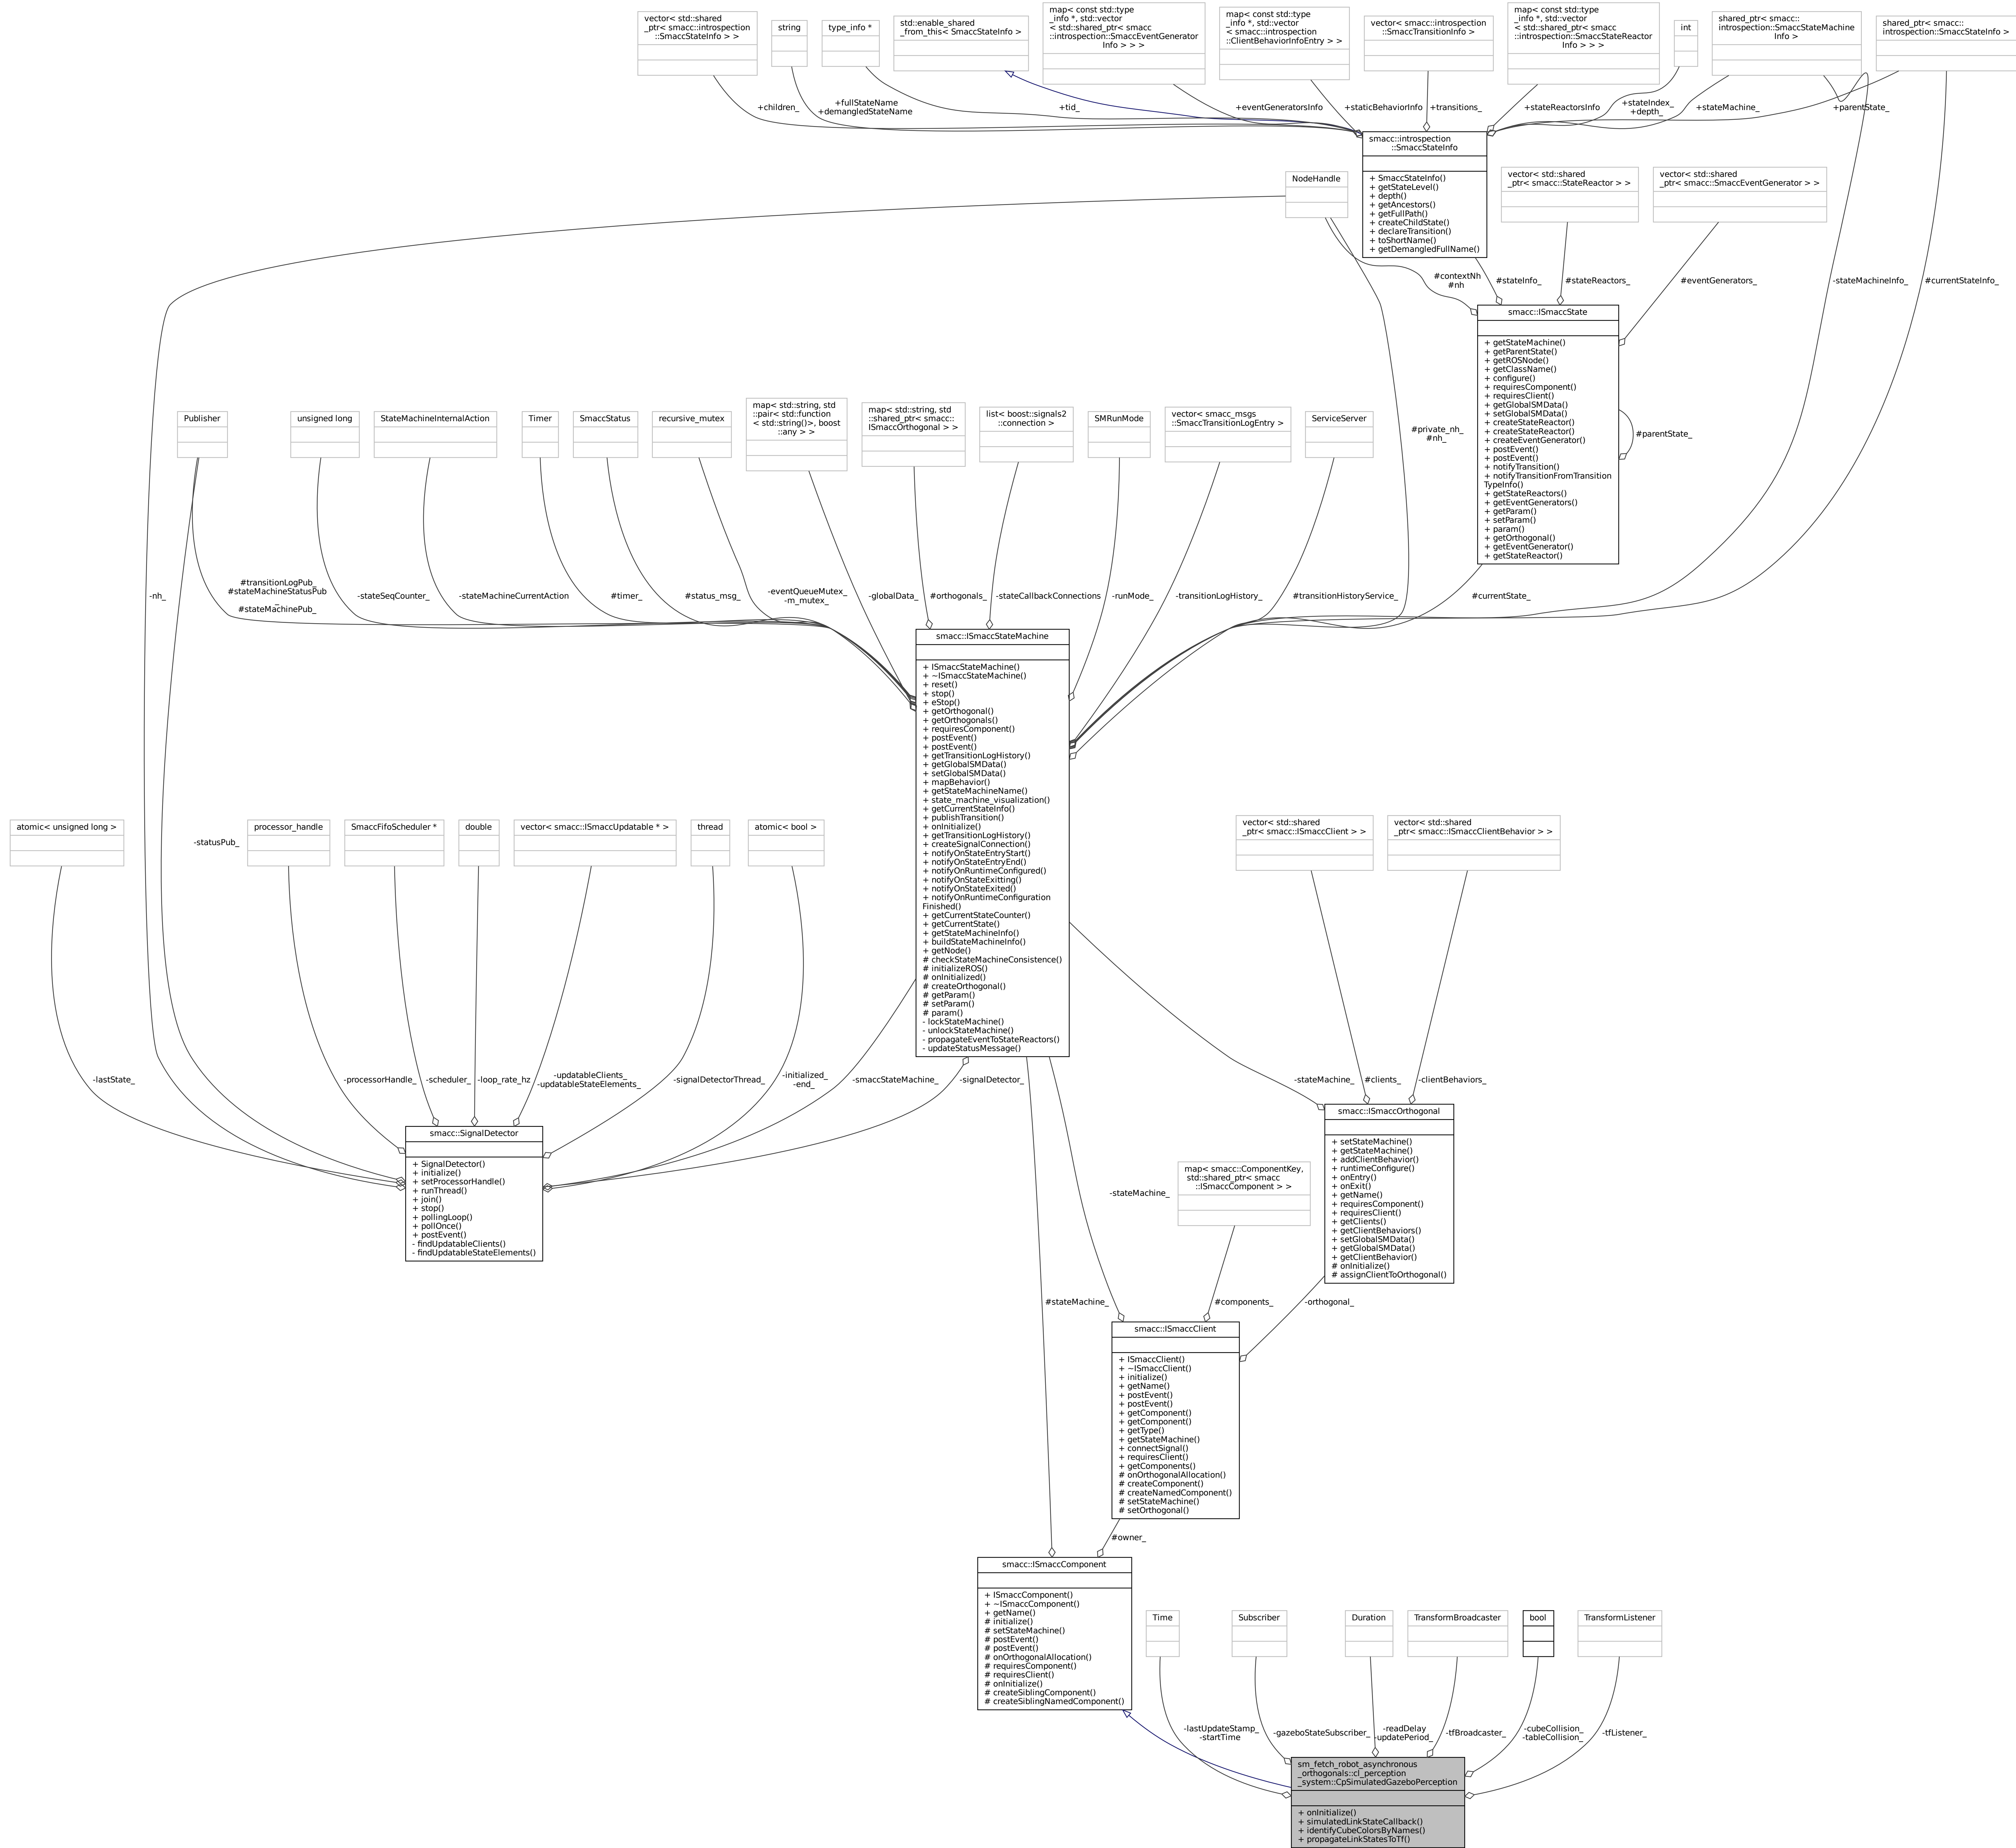 vector< std::shared
_ptr< smacc::introspection
::SmaccStateInfo > >
string
type_info *
std::enable_shared
_from_this< SmaccStateInfo >
map< const std::type
_info *, std::vector
< std::shared_ptr< smacc
::introspection::SmaccEventGenerator
Info > > >
map< const std::type
_info *, std::vector
< smacc::introspection
::ClientBehaviorInfoEntry > >
vector< smacc::introspection
::SmaccTransitionInfo >
map< const std::type
_info *, std::vector
< std::shared_ptr< smacc
::introspection::SmaccStateReactor
Info > > >
int
shared_ptr< smacc::
introspection::SmaccStateMachine
Info >
shared_ptr< smacc::
introspection::SmaccStateInfo >
+children_
+fullStateName
+demangledStateName
+tid_
+eventGeneratorsInfo
+staticBehaviorInfo
+transitions_
+stateReactorsInfo
+stateIndex_
+depth_
+stateMachine_
+parentState_
smacc::introspection
::SmaccStateInfo
+ SmaccStateInfo()
+ getStateLevel()
+ depth()
+ getAncestors()
+ getFullPath()
+ createChildState()
+ declareTransition()
+ toShortName()
+ getDemangledFullName()
NodeHandle
vector< std::shared
_ptr< smacc::StateReactor > >
vector< std::shared
_ptr< smacc::SmaccEventGenerator > >
#contextNh
#nh
#stateInfo_
#stateReactors_
#eventGenerators_
-stateMachineInfo_
#currentStateInfo_
smacc::ISmaccState
+ getStateMachine()
+ getParentState()
+ getROSNode()
+ getClassName()
+ configure()
+ requiresComponent()
+ requiresClient()
+ getGlobalSMData()
+ setGlobalSMData()
+ createStateReactor()
+ createStateReactor()
+ createEventGenerator()
+ postEvent()
+ postEvent()
+ notifyTransition()
+ notifyTransitionFromTransition
TypeInfo()
+ getStateReactors()
+ getEventGenerators()
+ getParam()
+ setParam()
+ param()
+ getOrthogonal()
+ getEventGenerator()
+ getStateReactor()
#parentState_
Publisher
unsigned long
StateMachineInternalAction
Timer
SmaccStatus
recursive_mutex
map< std::string, std
::pair< std::function
< std::string()>, boost
::any > >
map< std::string, std
::shared_ptr< smacc::
ISmaccOrthogonal > >
list< boost::signals2
::connection >
SMRunMode
vector< smacc_msgs
::SmaccTransitionLogEntry >
ServiceServer
#private_nh_
#nh_
-nh_
#transitionLogPub_
#stateMachineStatusPub
_
#stateMachinePub_
-stateSeqCounter_
-stateMachineCurrentAction
#timer_
#status_msg_
-eventQueueMutex_
-m_mutex_
-globalData_
#orthogonals_
-stateCallbackConnections
-runMode_
-transitionLogHistory_
#transitionHistoryService_
#currentState_
smacc::ISmaccStateMachine
+ ISmaccStateMachine()
+ ~ISmaccStateMachine()
+ reset()
+ stop()
+ eStop()
+ getOrthogonal()
+ getOrthogonals()
+ requiresComponent()
+ postEvent()
+ postEvent()
+ getTransitionLogHistory()
+ getGlobalSMData()
+ setGlobalSMData()
+ mapBehavior()
+ getStateMachineName()
+ state_machine_visualization()
+ getCurrentStateInfo()
+ publishTransition()
+ onInitialize()
+ getTransitionLogHistory()
+ createSignalConnection()
+ notifyOnStateEntryStart()
+ notifyOnStateEntryEnd()
+ notifyOnRuntimeConfigured()
+ notifyOnStateExitting()
+ notifyOnStateExited()
+ notifyOnRuntimeConfiguration
Finished()
+ getCurrentStateCounter()
+ getCurrentState()
+ getStateMachineInfo()
+ buildStateMachineInfo()
+ getNode()
# checkStateMachineConsistence()
# initializeROS()
# onInitialized()
# createOrthogonal()
# getParam()
# setParam()
# param()
- lockStateMachine()
- unlockStateMachine()
- propagateEventToStateReactors()
- updateStatusMessage()
atomic< unsigned long >
processor_handle
SmaccFifoScheduler *
double
vector< smacc::ISmaccUpdatable * >
thread
atomic< bool >
vector< std::shared
_ptr< smacc::ISmaccClient > >
vector< std::shared
_ptr< smacc::ISmaccClientBehavior > >
-statusPub_
-lastState_
-processorHandle_
-scheduler_
-loop_rate_hz
-updatableClients_
-updatableStateElements_
-signalDetectorThread_
-initialized_
-end_
-smaccStateMachine_
-signalDetector_
-stateMachine_
#clients_
-clientBehaviors_
smacc::SignalDetector
+ SignalDetector()
+ initialize()
+ setProcessorHandle()
+ runThread()
+ join()
+ stop()
+ pollingLoop()
+ pollOnce()
+ postEvent()
- findUpdatableClients()
- findUpdatableStateElements()
smacc::ISmaccOrthogonal
+ setStateMachine()
+ getStateMachine()
+ addClientBehavior()
+ runtimeConfigure()
+ onEntry()
+ onExit()
+ getName()
+ requiresComponent()
+ requiresClient()
+ getClients()
+ getClientBehaviors()
+ setGlobalSMData()
+ getGlobalSMData()
+ getClientBehavior()
# onInitialize()
# assignClientToOrthogonal()
map< smacc::ComponentKey,
std::shared_ptr< smacc
::ISmaccComponent > >
-stateMachine_
#stateMachine_
#components_
-orthogonal_
smacc::ISmaccClient
+ ISmaccClient()
+ ~ISmaccClient()
+ initialize()
+ getName()
+ postEvent()
+ postEvent()
+ getComponent()
+ getComponent()
+ getType()
+ getStateMachine()
+ connectSignal()
+ requiresClient()
+ getComponents()
# onOrthogonalAllocation()
# createComponent()
# createNamedComponent()
# setStateMachine()
# setOrthogonal()
#owner_
smacc::ISmaccComponent
+ ISmaccComponent()
+ ~ISmaccComponent()
+ getName()
# initialize()
# setStateMachine()
# postEvent()
# postEvent()
# onOrthogonalAllocation()
# requiresComponent()
# requiresClient()
# onInitialize()
# createSiblingComponent()
# createSiblingNamedComponent()
Time
Subscriber
Duration
TransformBroadcaster
bool
TransformListener
-lastUpdateStamp_
-startTime
-gazeboStateSubscriber_
-readDelay
-updatePeriod_
-tfBroadcaster_
-cubeCollision_
-tableCollision_
-tfListener_
sm_fetch_robot_asynchronous
_orthogonals::cl_perception
_system::CpSimulatedGazeboPerception
+ onInitialize()
+ simulatedLinkStateCallback()
+ identifyCubeColorsByNames()
+ propagateLinkStatesToTf()